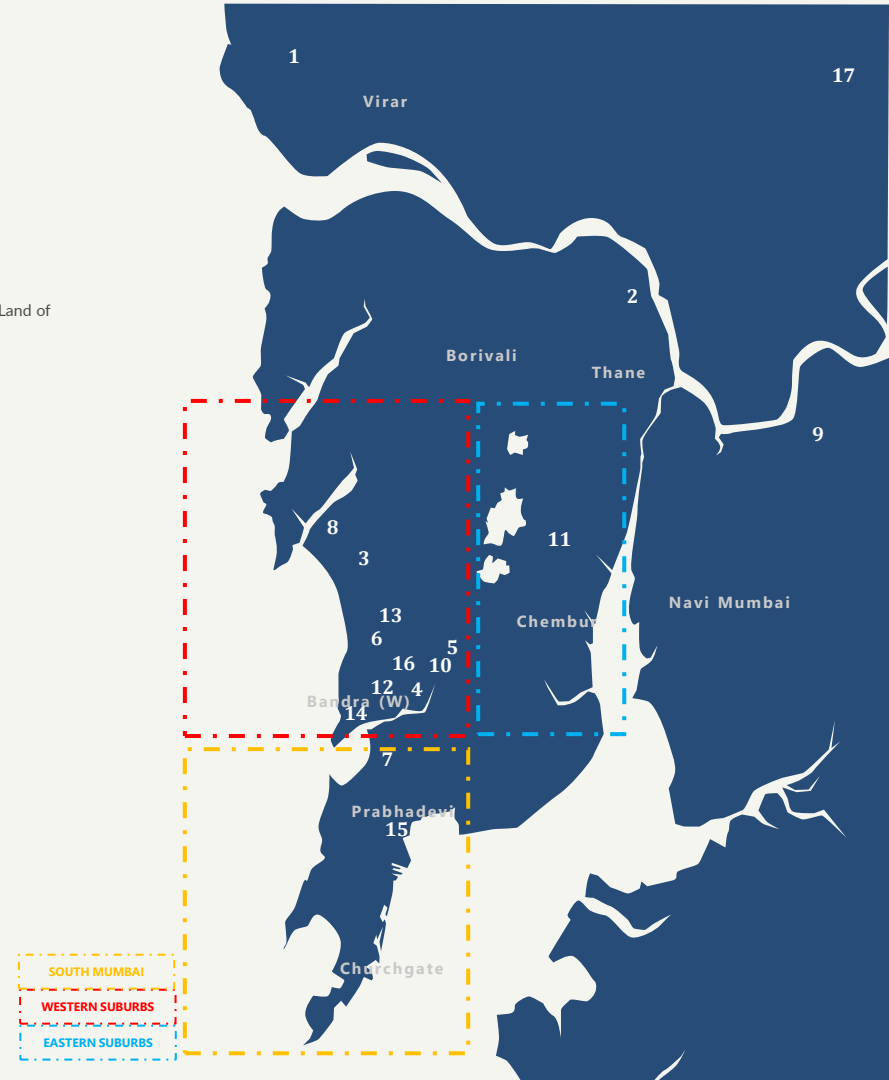 1
17
Virar
2
Land of
Borivali
Thane
9
8
11
3
Navi Mumbai
13
Chembur
6
5
16
10
12
4
Bandra (W)
14
7
Prabhadevi
15
Churchgate
SOUTH MUMBAI
WESTERN SUBURBS
EASTERN SUBURBS